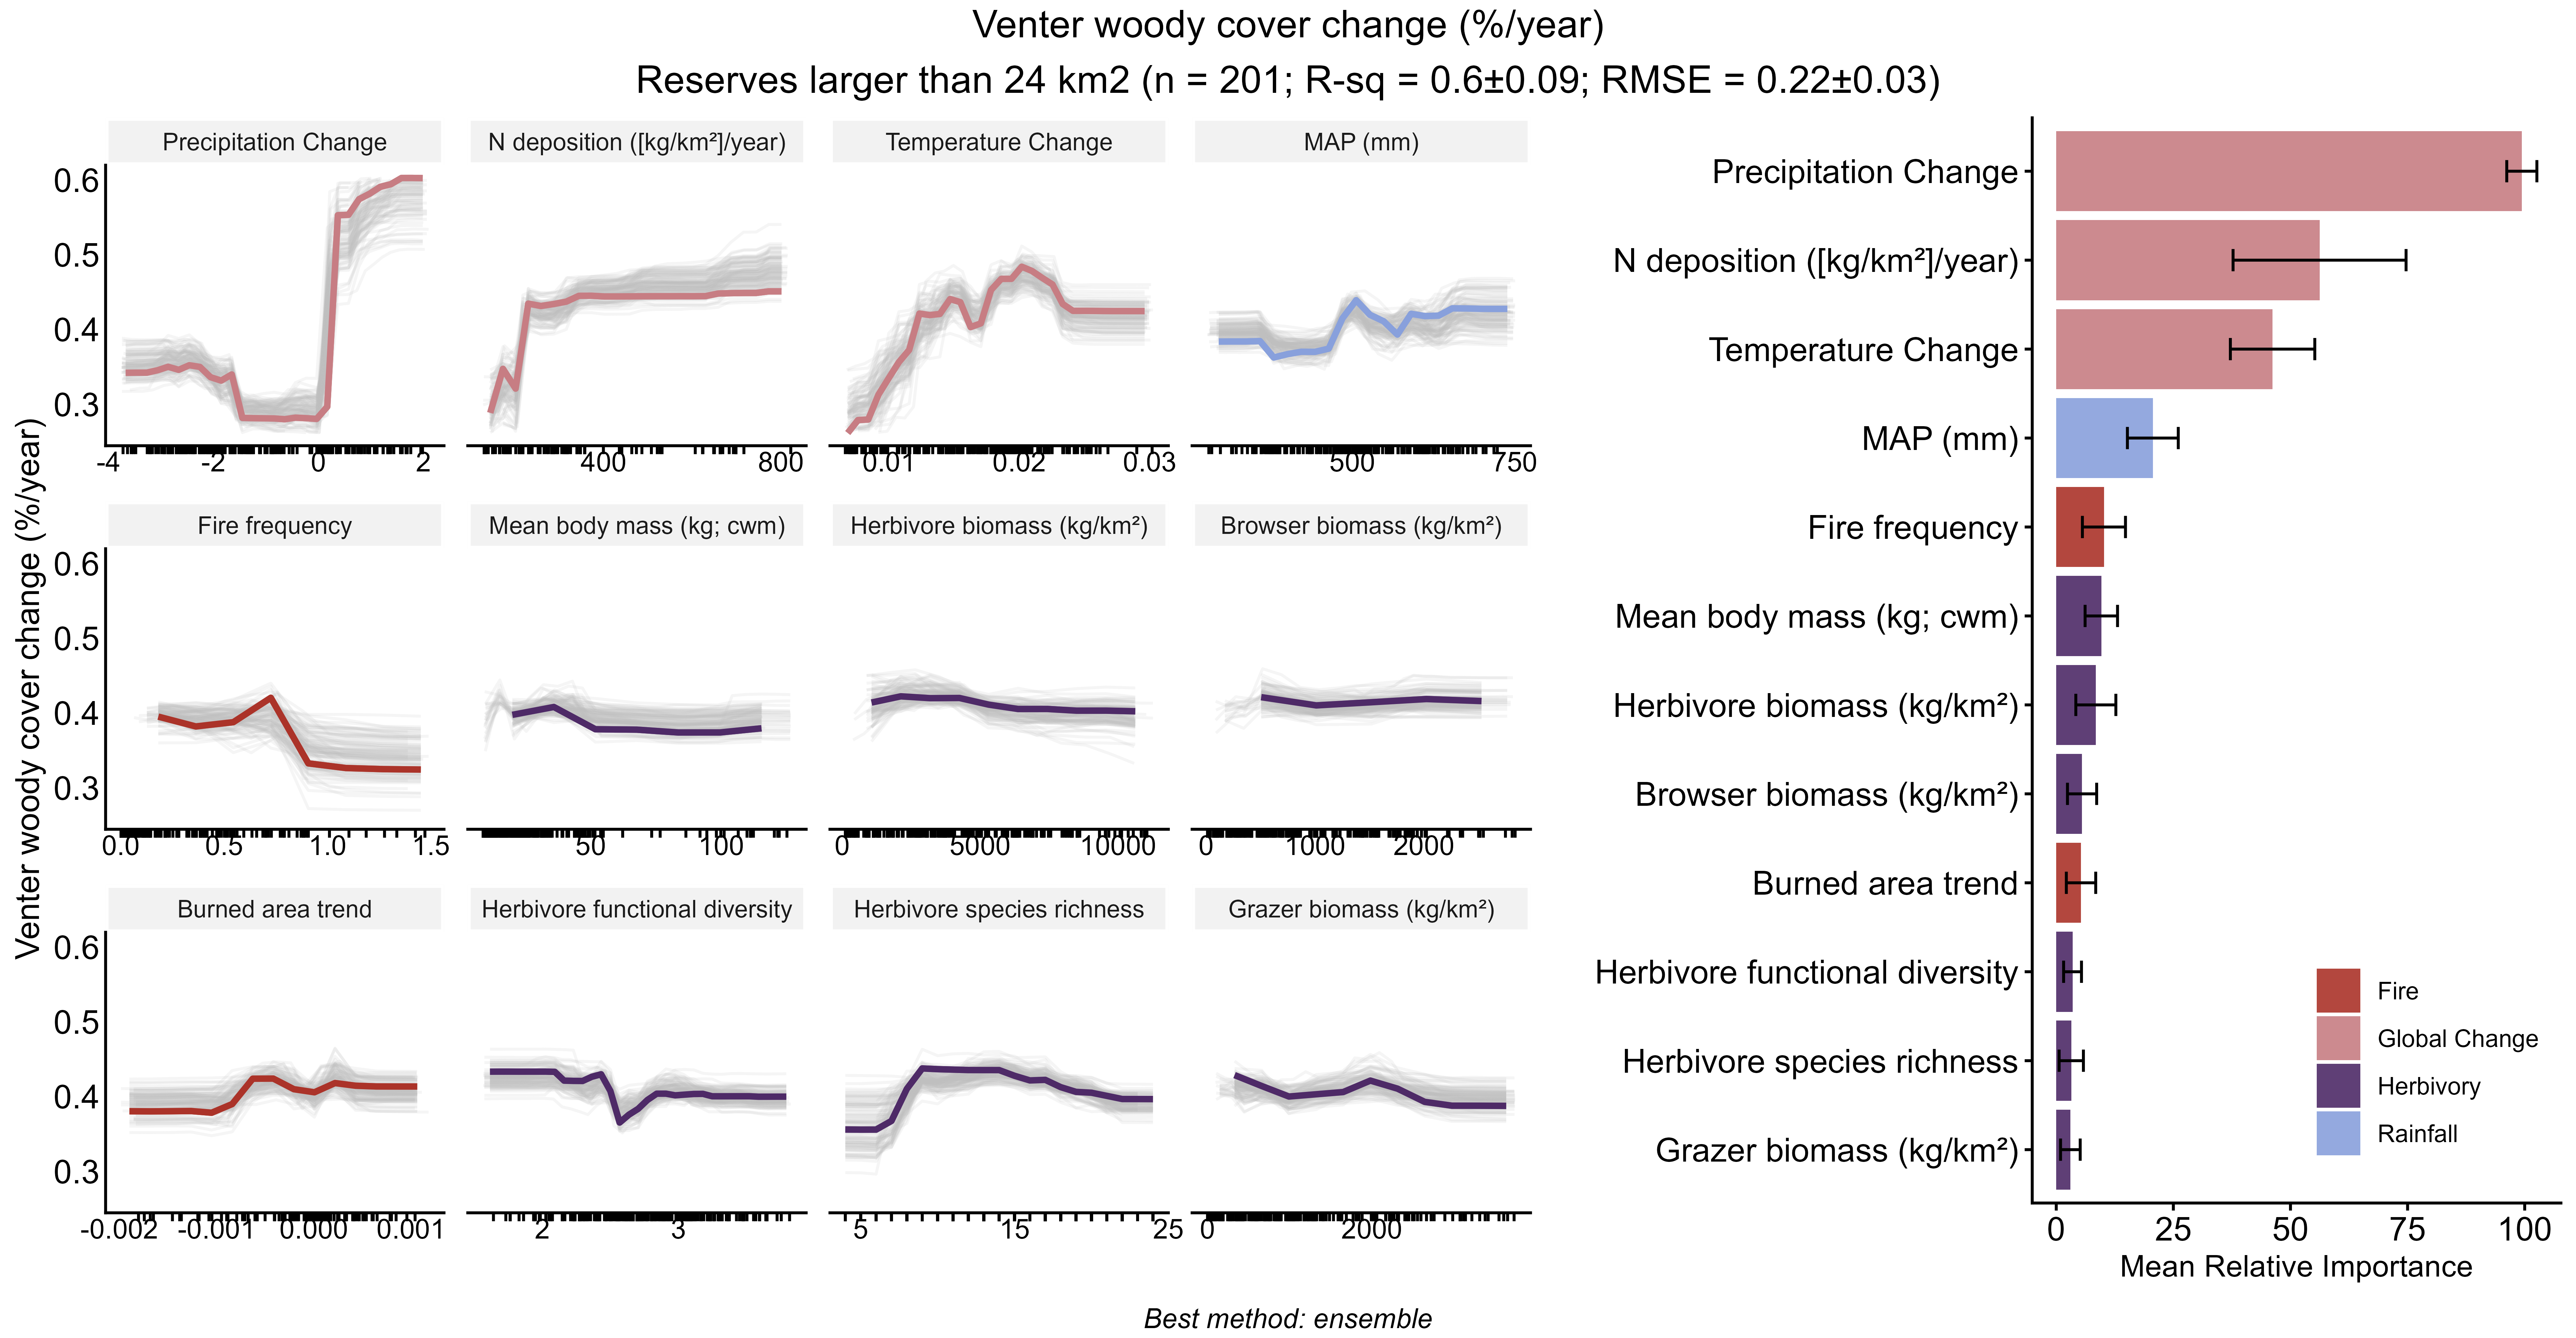 Venter woody cover change (%/year)
Reserves larger than 24 km2 (n = 201; R-sq = 0.6±0.09; RMSE = 0.22±0.03)
Venter woody cover change (%/year)
Precipitation Change
N deposition ([kg/km²]/year)
Temperature Change
MAP (mm)
0.6
0.5
0.4
0.3
-4 -2 0 2
400 800
0.01 0.02 0.03
500 750
Fire frequency
Mean body mass (kg; cwm)
Herbivore biomass (kg/km²)
Browser biomass (kg/km²)
0.6
0.5
0.4
0.3
0.0 0.5 1.0 1.5
50 100
0 5000 10000
0 1000 2000
Burned area trend
Herbivore functional diversity
Herbivore species richness
Grazer biomass (kg/km²)
0.6
0.5
0.4
0.3
-0.002 -0.001 0.000 0.001
2 3
5 15 25
0 2000
Precipitation Change
N deposition ([kg/km²]/year)
Temperature Change
MAP (mm)
Fire frequency
Mean body mass (kg; cwm)
Herbivore biomass (kg/km²)
Browser biomass (kg/km²)
Burned area trend
Herbivore functional diversity
Herbivore species richness
Grazer biomass (kg/km²)
0 25 50 75 100
Mean Relative Importance
Fire
Global Change
Herbivory
Rainfall
Best method: ensemble